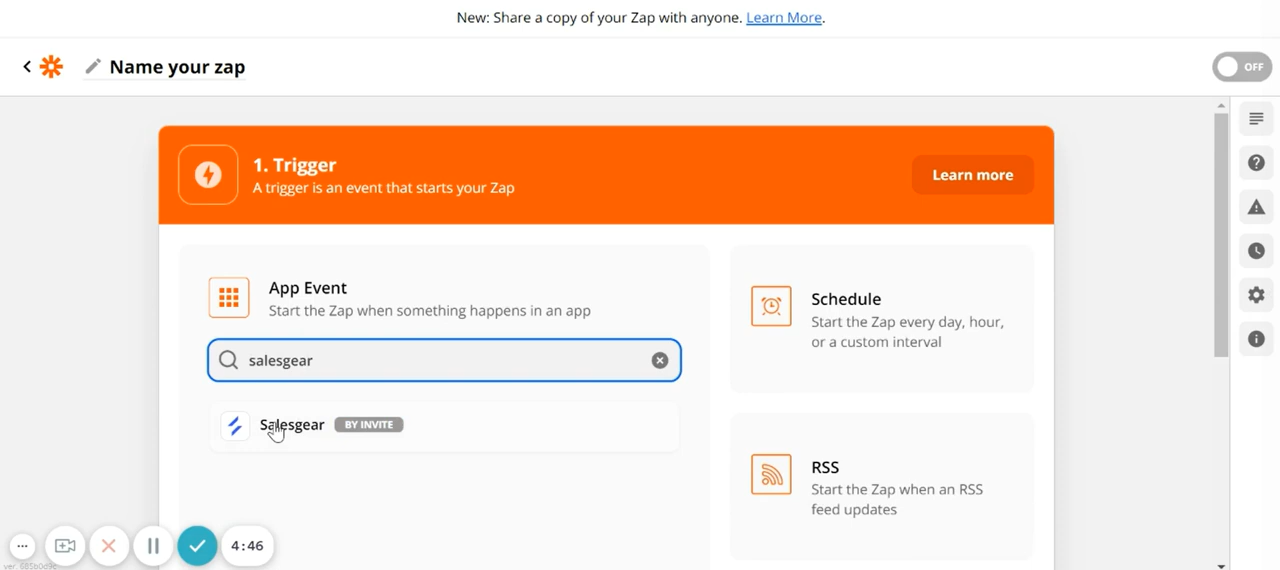 New: Share a copy of your Zap with anyone. Learn More.
Name your zap
OFF
1. Trigger
A trigger is an event that starts your Zap
Learn more
App Event
Start the Zap when something happens in an app
salesgear
Salesgear BY INVITE
Schedule
Start the Zap every day, hour,
or a custom interval
RSS
Start the Zap when an RSS
feed updates
4:46
ver. 685b0d9c